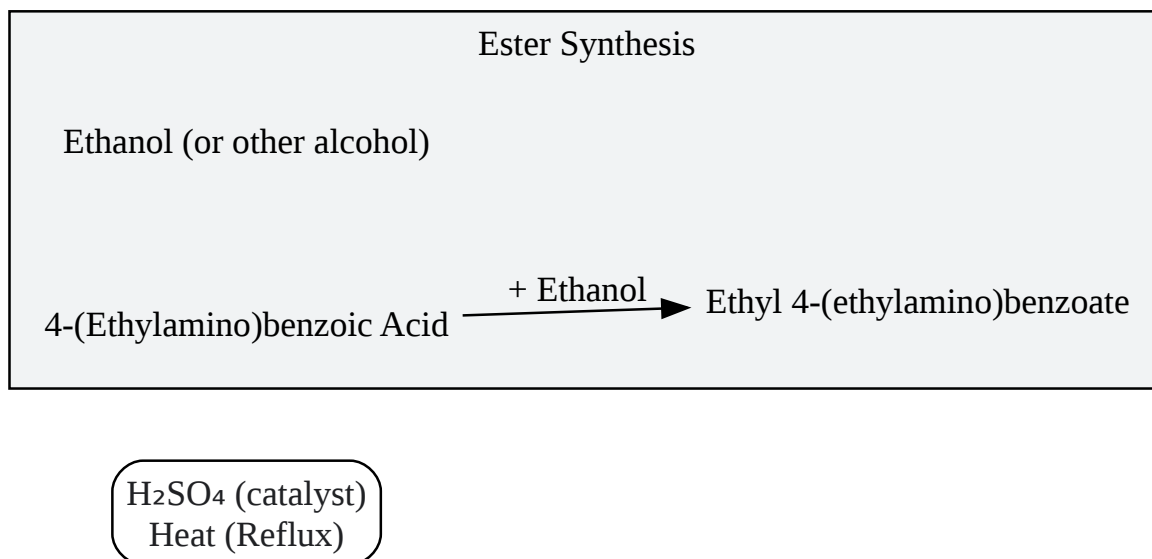 Ester Synthesis
Ethanol (or other alcohol)
+ Ethanol
4-(Ethylamino)benzoic Acid
Ethyl 4-(ethylamino)benzoate
H₂SO₄ (catalyst)
Heat (Reflux)